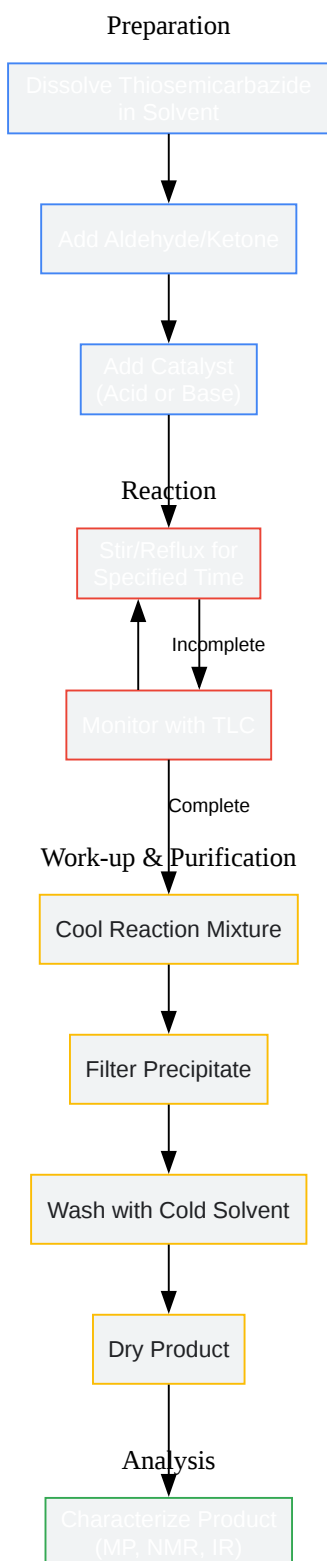 Preparation
Dissolve Thiosemicarbazide
in Solvent
Add Aldehyde/Ketone
Add Catalyst
(Acid or Base)
Reaction
Stir/Reflux for
Specified Time
Incomplete
Monitor with TLC
Complete
Work-up & Purification
Cool Reaction Mixture
Filter Precipitate
Wash with Cold Solvent
Dry Product
Analysis
Characterize Product
(MP, NMR, IR)